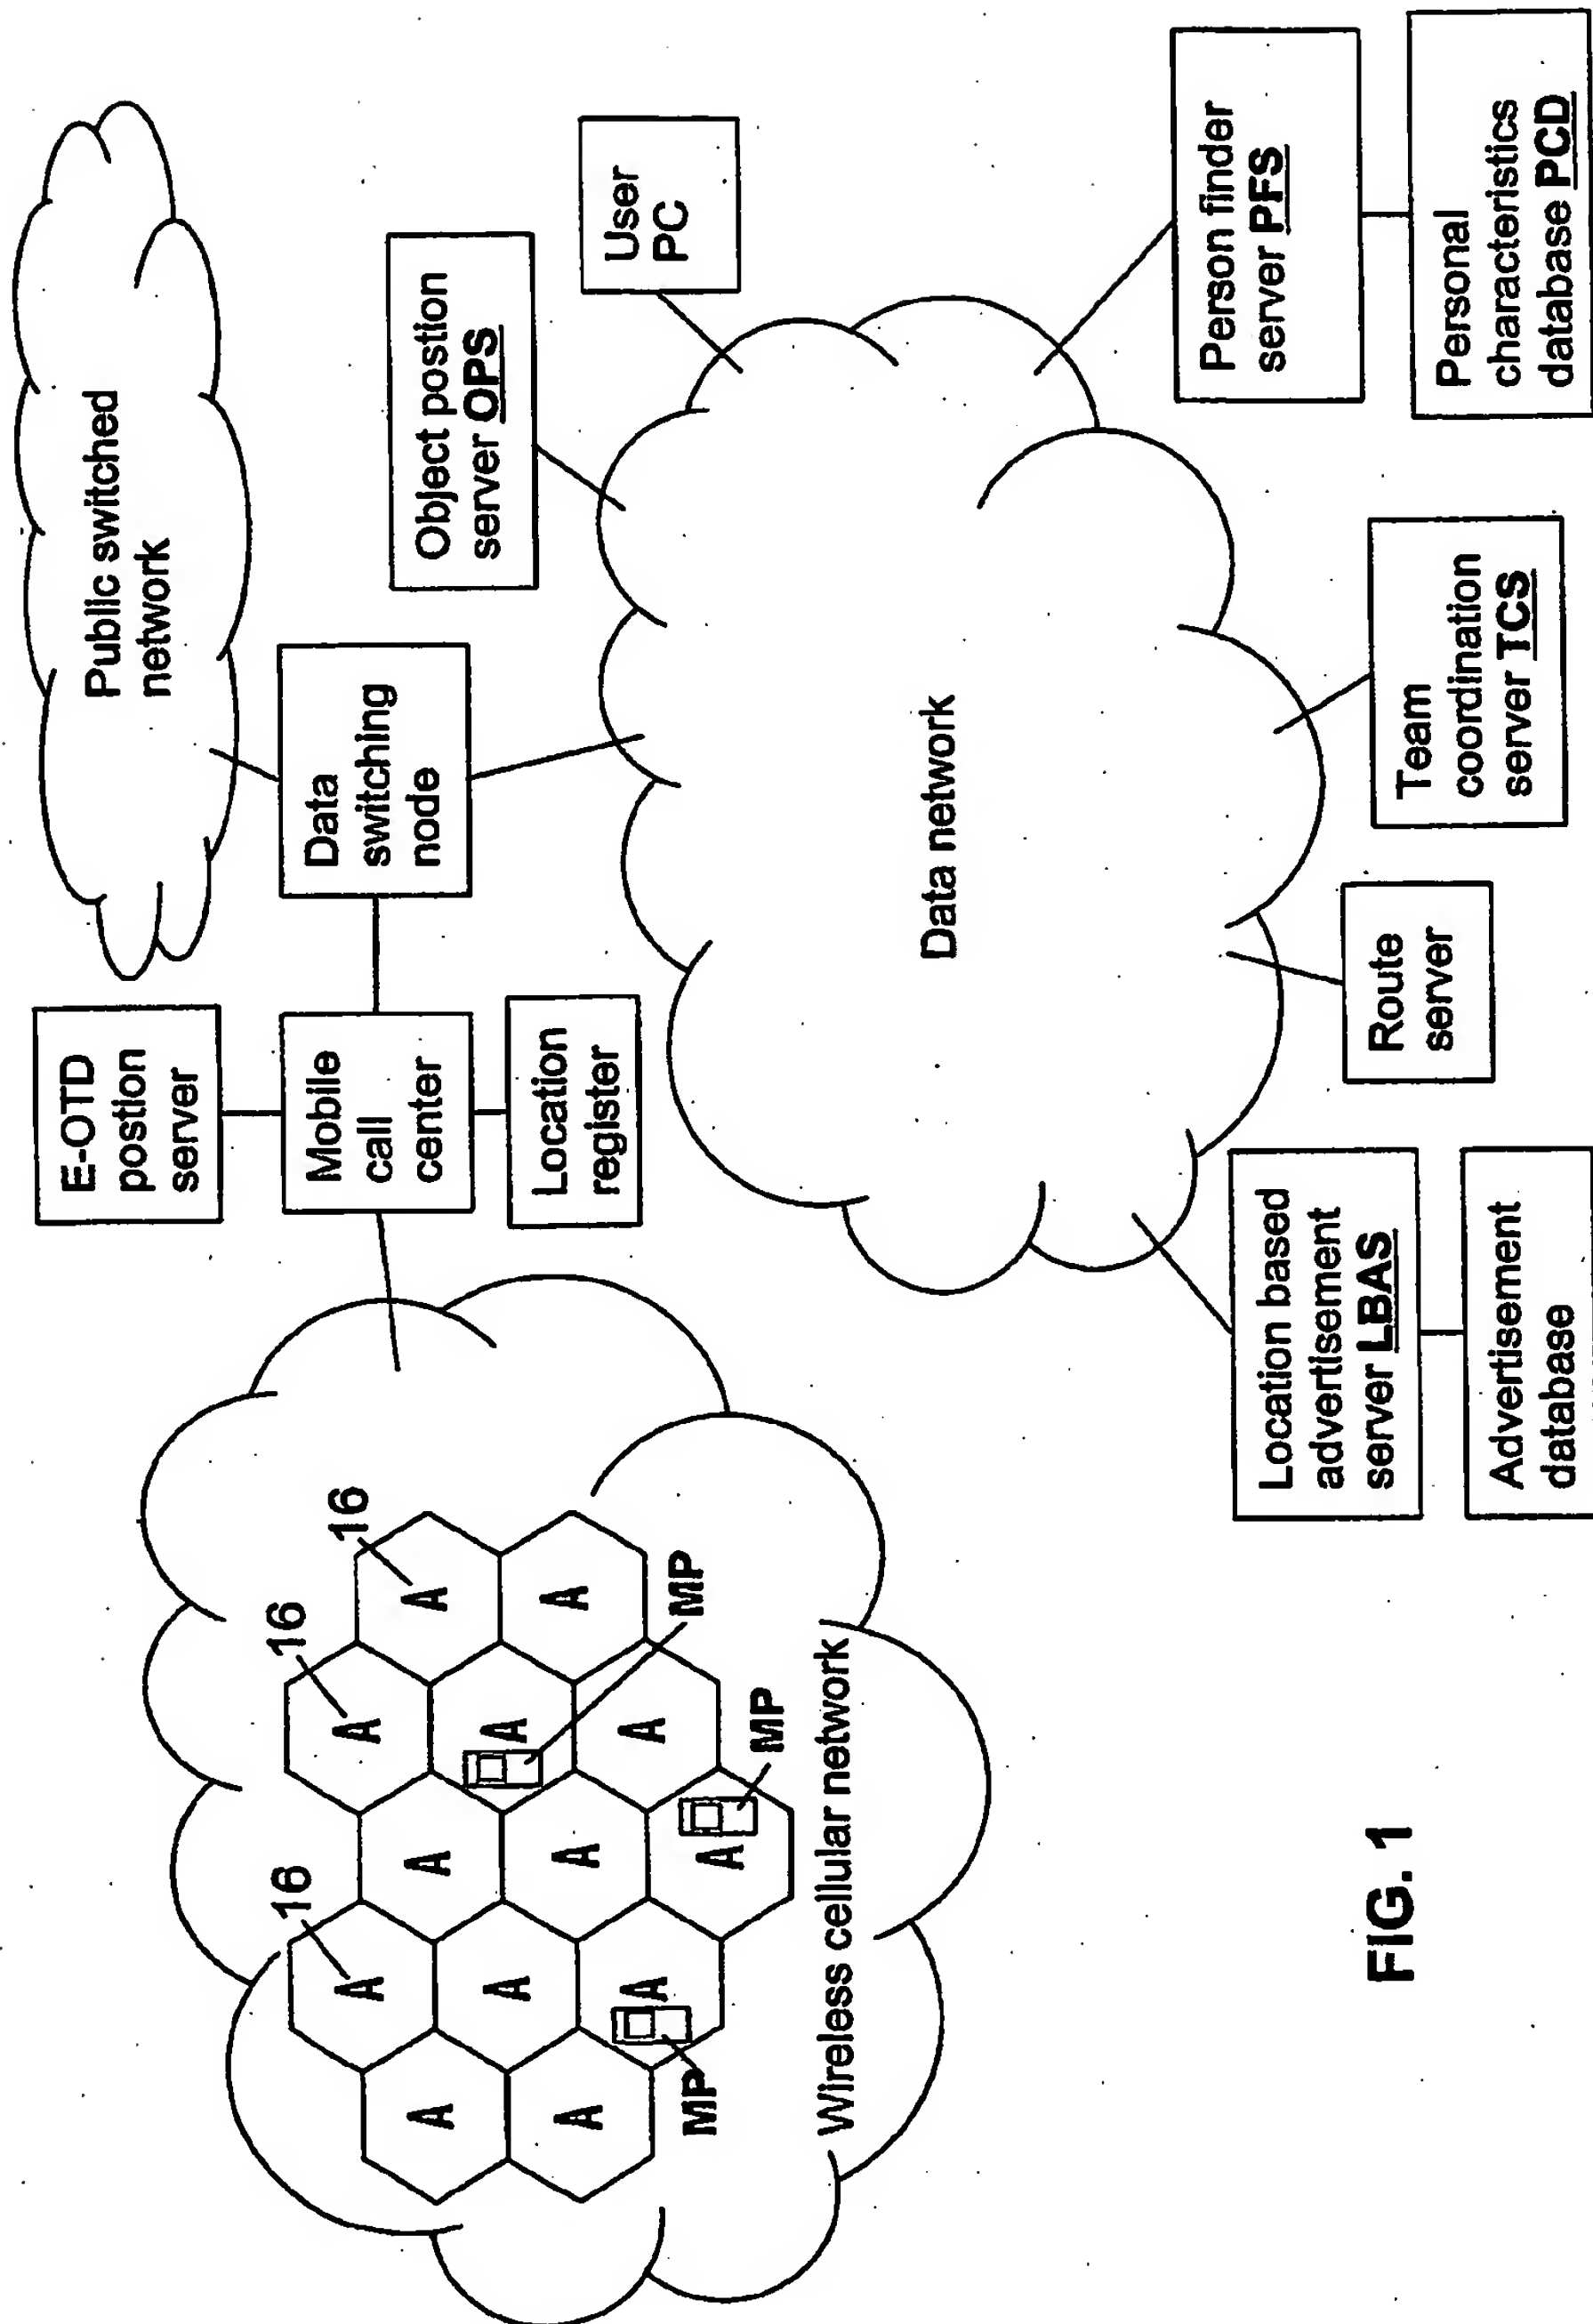 Public switched
network
E-OTD
postion
server
Mobile
call
center
Location
register
Data
switching
node
Object postion
server OPS
User
PC
16
16
16
A
A
A
A
A
A
A
A
A
A
A
A
A
MP
MP
MP
Wireless cellular network
Data network
Location based
advertisement
server LBAS
Advertisement
database
Route
server
Team
coordination
server TCS
Person finder
server PFS
Personal
characteristics
database PCD
FIG. 1